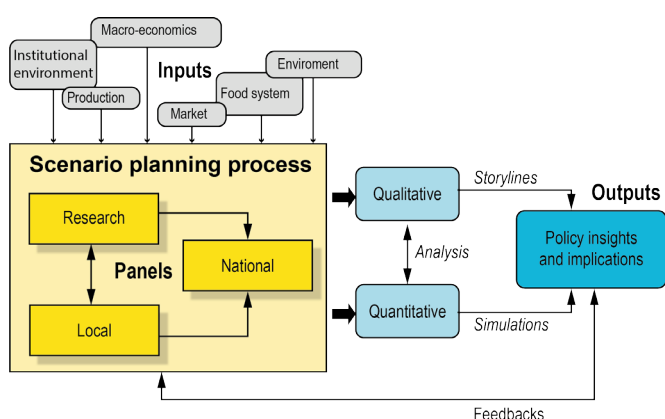 Macro-economics
Institutional
environment
Inputs
Enviroment
Production
Food system
Market
Scenario planning process
Research
Panels
National
Local
Qualitative
Storylines
Outputs
Analysis
Policy insights
and implications
Quantitative
Simulations
Feedbacks